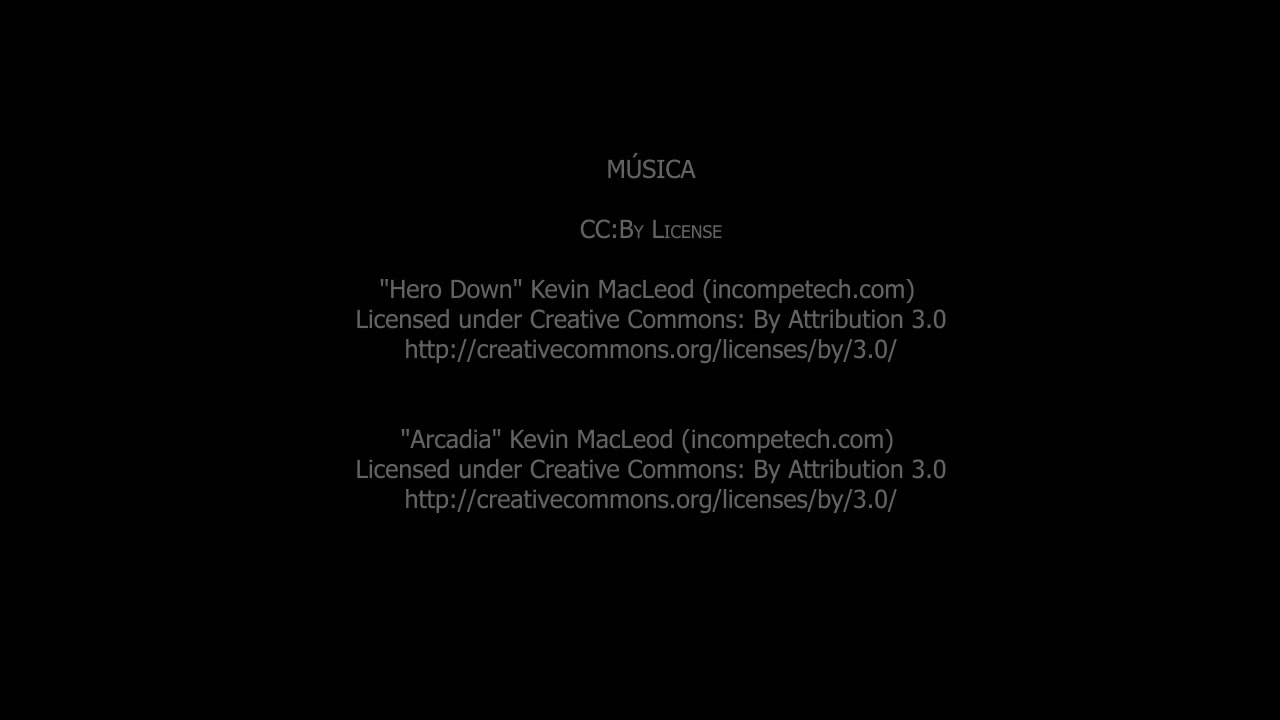 MÚSICA
CC:By License
"Hero Down" Kevin MacLeod (incompetech.com)
Licensed under Creative Commons: By Attribution 3.0
http://creativecommons.org/licenses/by/3.0/
"Arcadia" Kevin MacLeod (incompetech.com)
Licensed under Creative Commons: By Attribution 3.0
http://creativecommons.org/licenses/by/3.0/